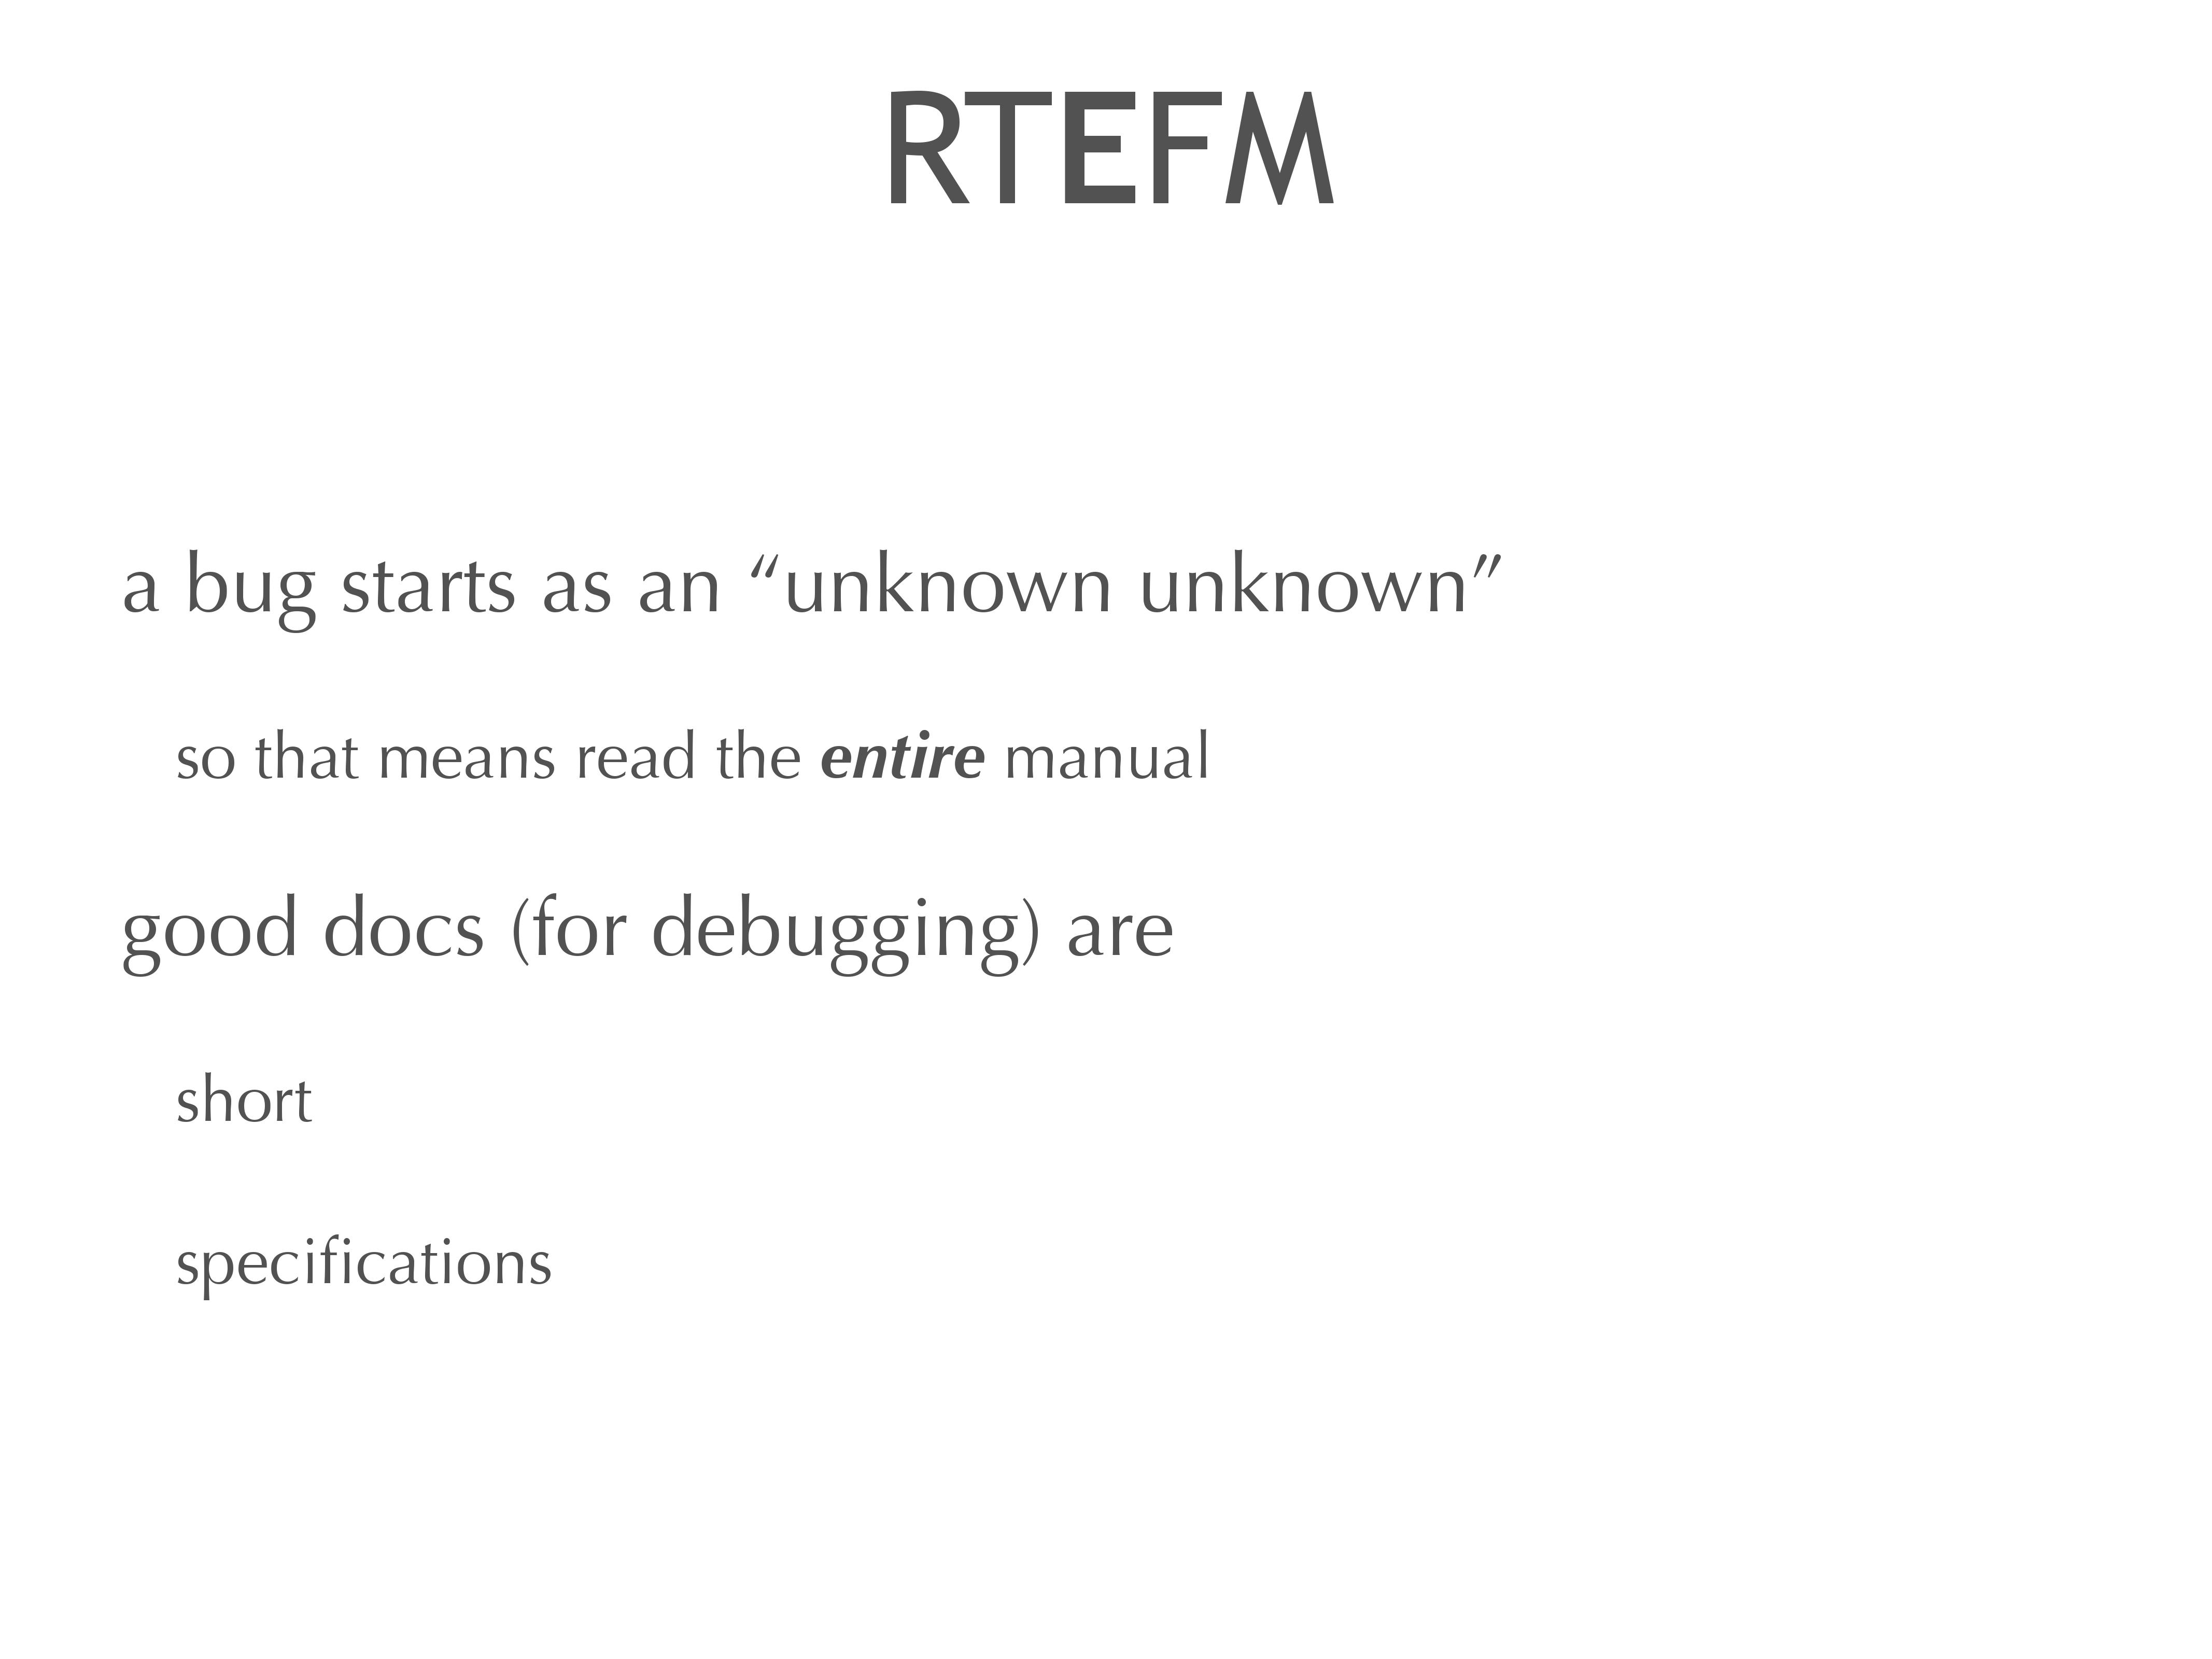 RTEFM
a bug starts as an “unknown unknown”
so that means read the entire manual
good docs (for debugging) are
short
specifications